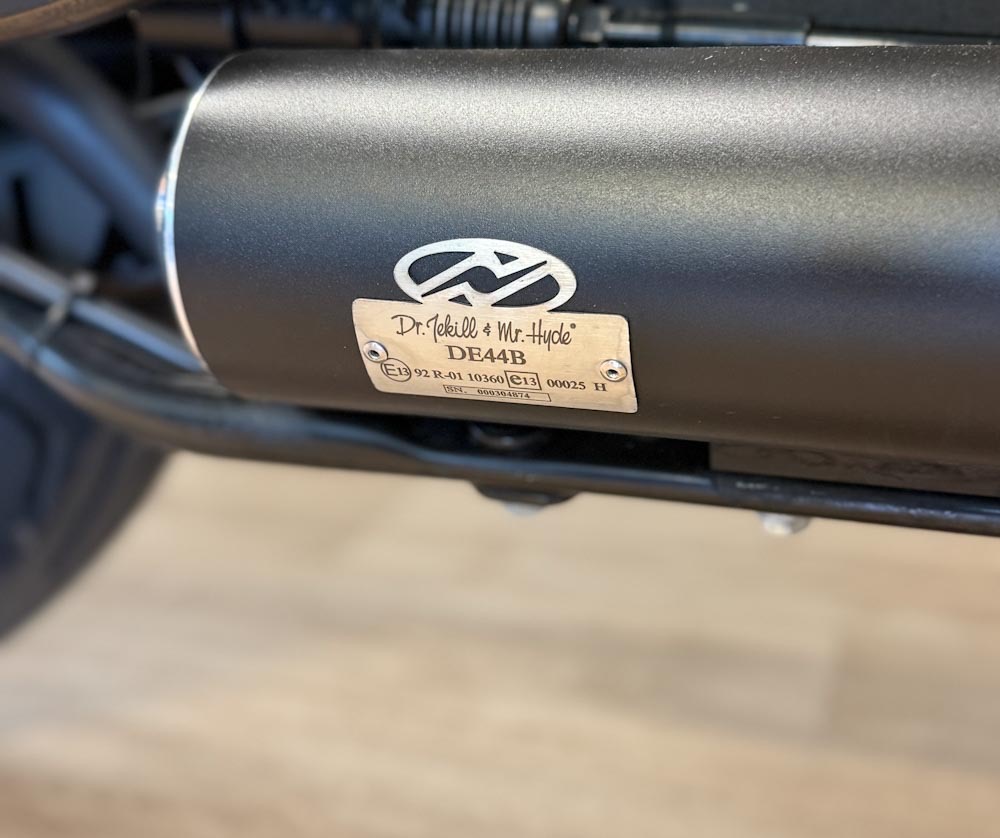 Dr. Jekill & Mr. Hyde®
DE44B
E13 92 R-01 10360 e13 00025 H
SN. 000304874